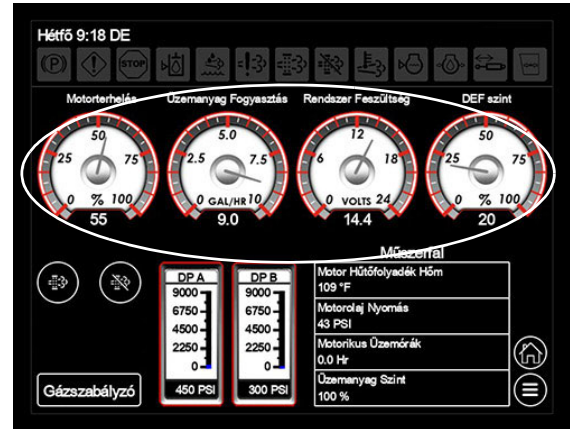 Hétfő 9:18 DE
(P) STOP
Motorterhelés Üzemanyag Fogyasztás Rendszer Feszültség DEF szint
50 5.0 12 50
25 75 2.5 7.5 6 18 25 75
0 % 100 0 GAL/HR 10 0 VOLTS 24 0 % 100
55 9.0 14.4 20
Műszerfal
DP A DP B Motor Hűtőfolyadék Hőm
9000 9000 109 °F
6750 6750 Motorolaj Nyomás
4500 4500 43 PSI
2250 2250 Motorikus Üzemórák
0 0 0.0 Hr
Gázszabályzó 450 PSI 300 PSI Üzemanyag Szint
100 %